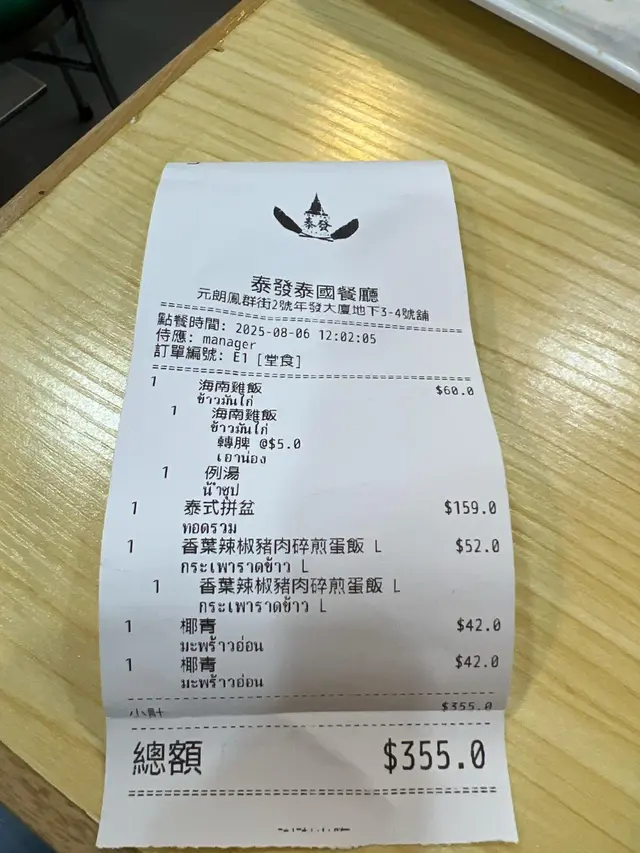 泰發
泰發泰國餐廳
元朗鳳群街2號年發大廈地下3-4號舖
點餐時間: 2025-08-06 12:02:05
侍應: manager
訂單編號: E1 [堂食]
1 海南雞飯 $60.0
ข้าวมันไก่
1 海南雞飯
ข้าวมันไก่
轉脾 @$5.0
เอาน่อง
1 例湯
น้ำซุป
1 泰式拼盆 $159.0
ทอดรวม
1 香葉辣椒豬肉碎煎蛋飯 L $52.0
กระเพาราดข้าว L
1 香葉辣椒豬肉碎煎蛋飯 L
กระเพาราดข้าว L
1 椰青 $42.0
มะพร้าวอ่อน
1 椰青 $42.0
มะพร้าวอ่อน
小計 $355.0
總額 $355.0